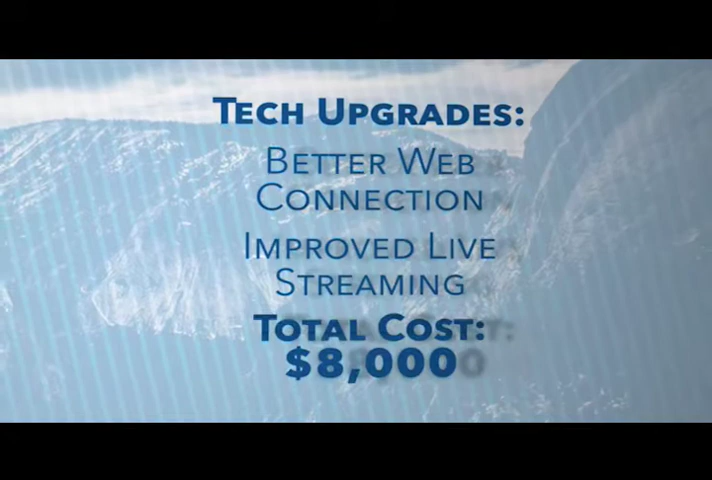 TECH UPGRADES:
BETTER WEB
CONNECTION
IMPROVED LIVE
STREAMING
TOTAL COST:
$8,000